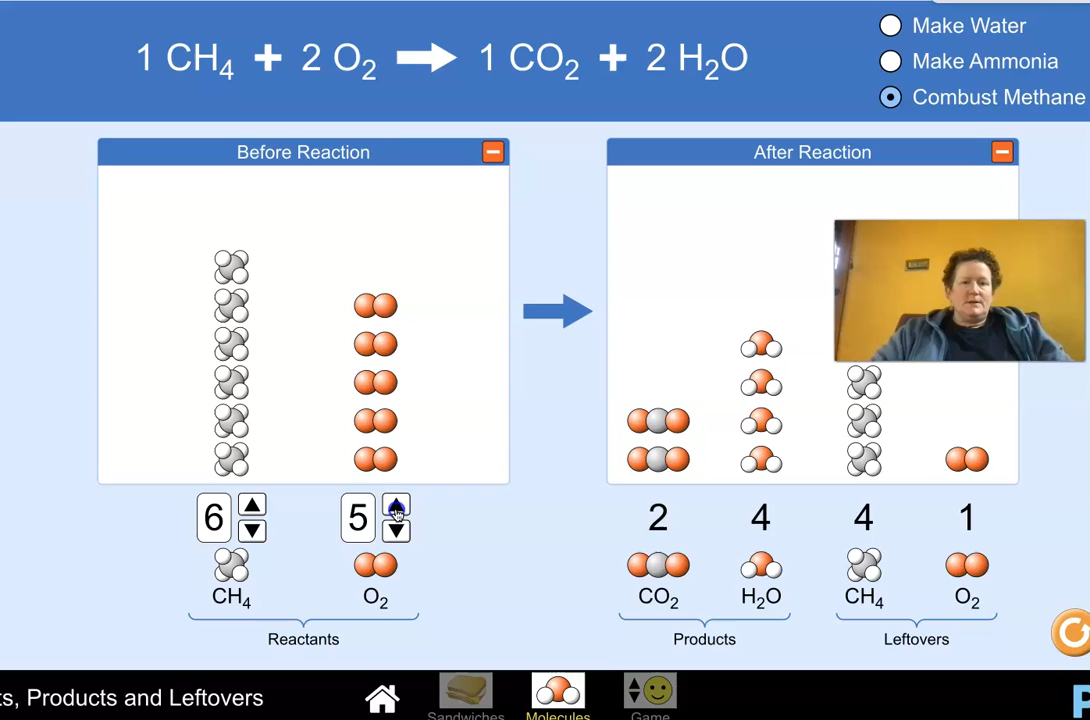 1 CH₄ + 2 O₂ → 1 CO₂ + 2 H₂O
Make Water
Make Ammonia
Combust Methane
Before Reaction
After Reaction
6
5
2
4
4
1
CH₄
O₂
CO₂
H₂O
CH₄
O₂
Reactants
Products
Leftovers
ts, Products and Leftovers
Sandwiches
Molecules
Game
P